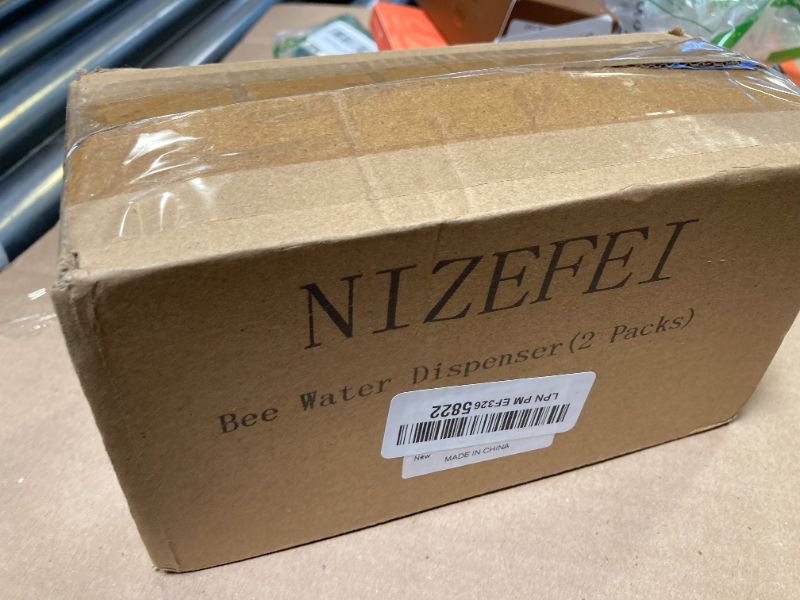 NIZEFEI
Bee Water Dispenser(2 Packs)
LPN PM EF3265822
New
MADE IN CHINA